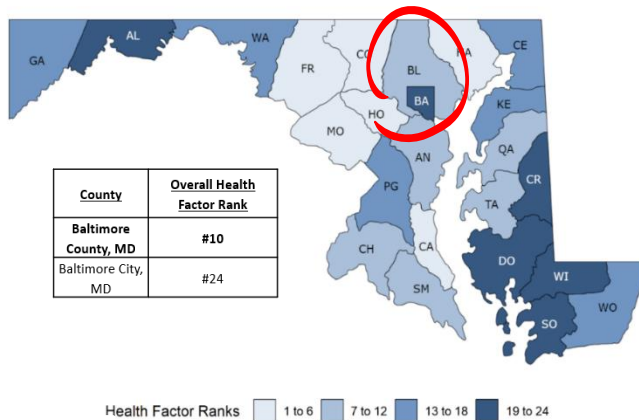 GA
AL
WA
FR
CC
BL
HA
CE
BA
HO
KE
MO
AN
QA
PG
CR
TA
CA
CH
DO
SM
WI
WO
SO
County
Overall Health
Factor Rank
Baltimore
County, MD
#10
Baltimore City,
MD
#24
Health Factor Ranks
1 to 6
7 to 12
13 to 18
19 to 24